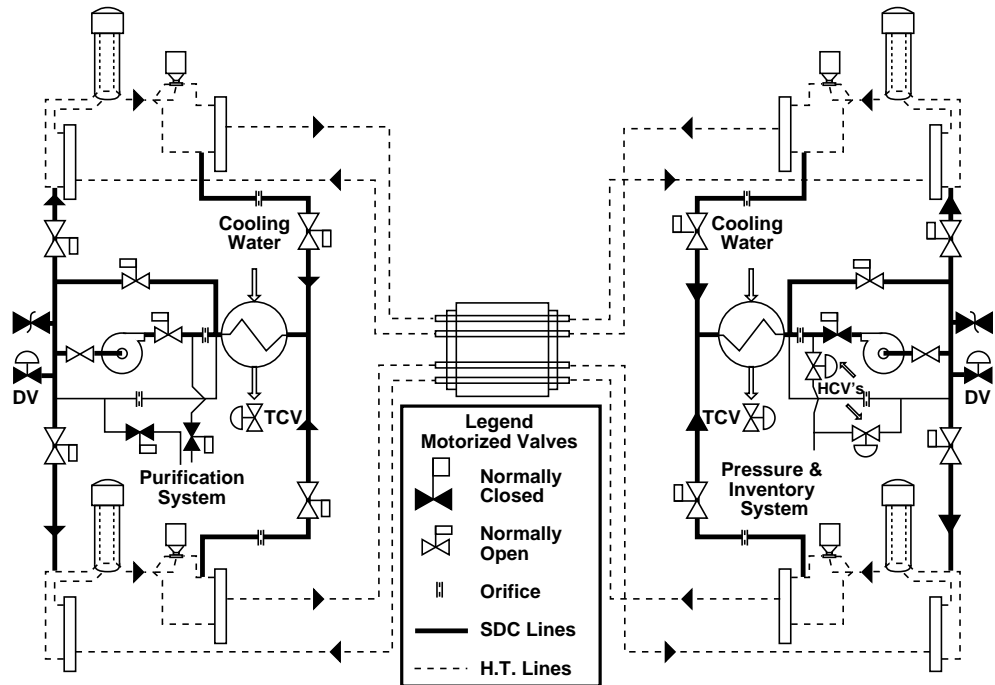 Cooling
Water
Cooling
Water
DV
TCV
Purification
System
TCV
HCV's
DV
Pressure &
Inventory
System
Legend
Motorized Valves
Normally
Closed
Normally
Open
Orifice
SDC Lines
H.T. Lines